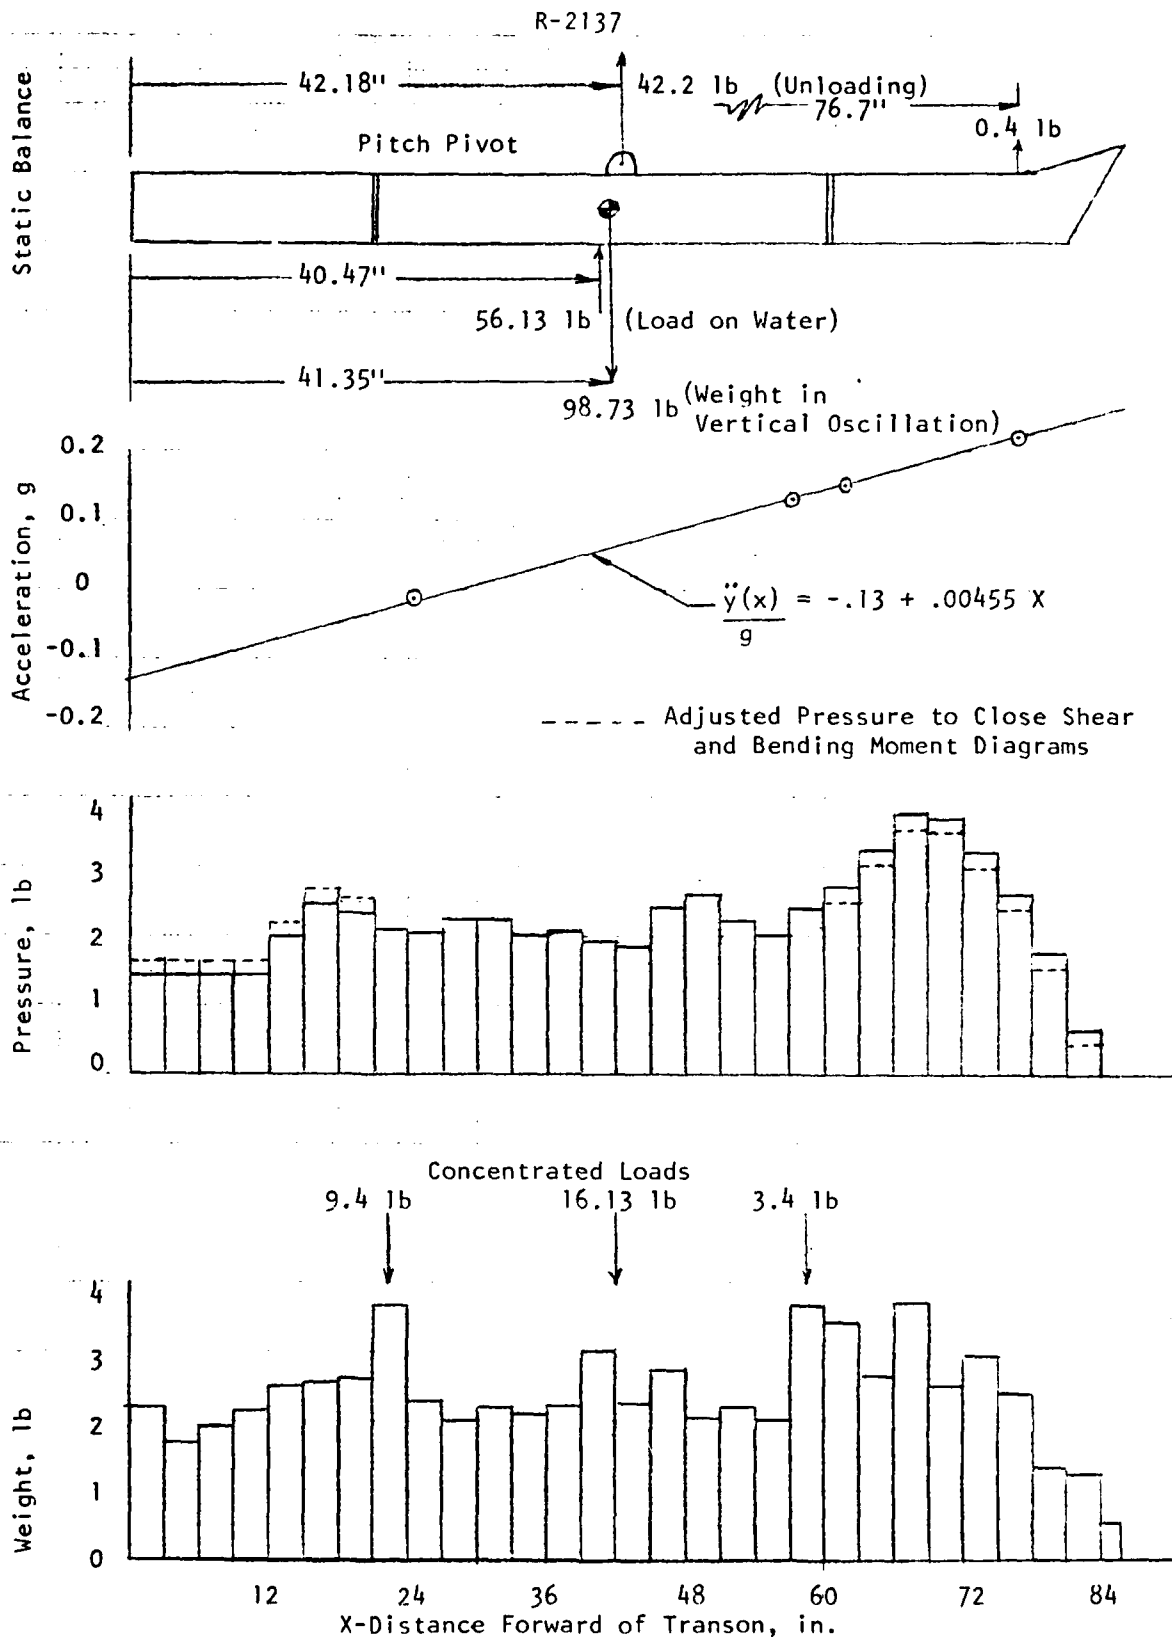 R-2137
Static Balance
42.18"
42.2 lb (Unloading)
76.7"
0.4 lb
Pitch Pivot
40.47"
56.13 lb (Load on Water)
41.35"
98.73 lb (Weight in
Vertical Oscillation)
Acceleration, g
0.2
0.1
0
-0.1
-0.2
ÿ(x)/g = -.13 + .00455 X
Adjusted Pressure to Close Shear
and Bending Moment Diagrams
Pressure, lb
4
3
2
1
0
Concentrated Loads
9.4 lb 16.13 lb 3.4 lb
Weight, lb
4
3
2
1
0
12 24 36 48 60 72 84
X-Distance Forward of Transon, in.